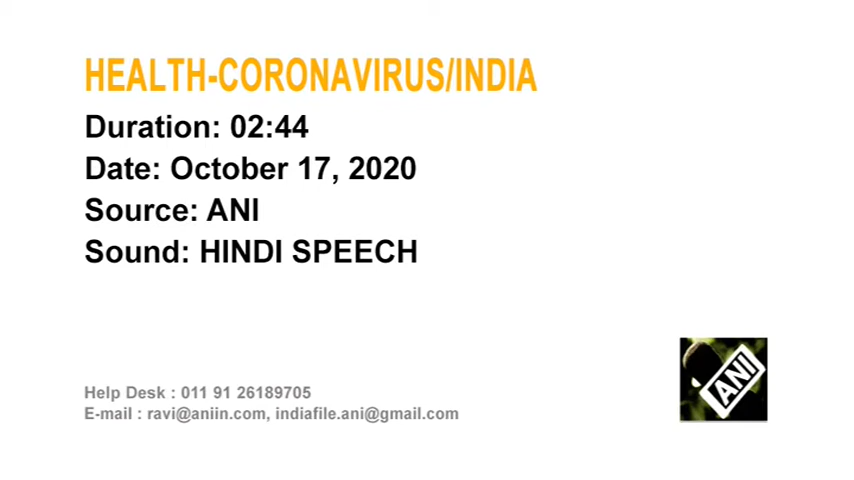 HEALTH-CORONAVIRUS/INDIA
Duration: 02:44
Date: October 17, 2020
Source: ANI
Sound: HINDI SPEECH
Help Desk : 011 91 26189705
E-mail : ravi@aniin.com, indiafile.ani@gmail.com
ANI